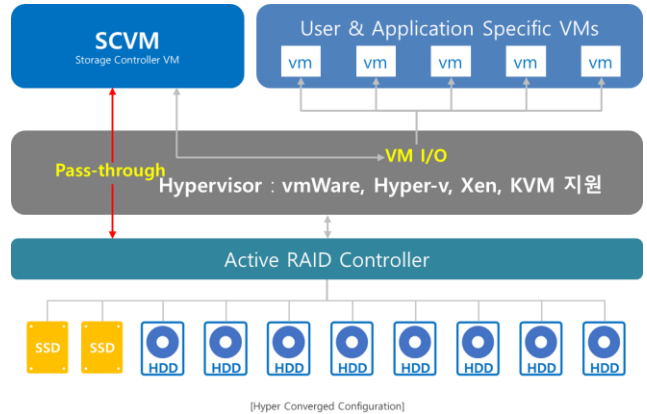 SCVM
Storage Controller VM
User & Application Specific VMs
vm vm vm vm vm
VM I/O
Pass-through
Hypervisor : vmWare, Hyper-v, Xen, KVM 지원
Active RAID Controller
SSD SSD HDD HDD HDD HDD HDD HDD HDD HDD
[Hyper Converged Configuration]